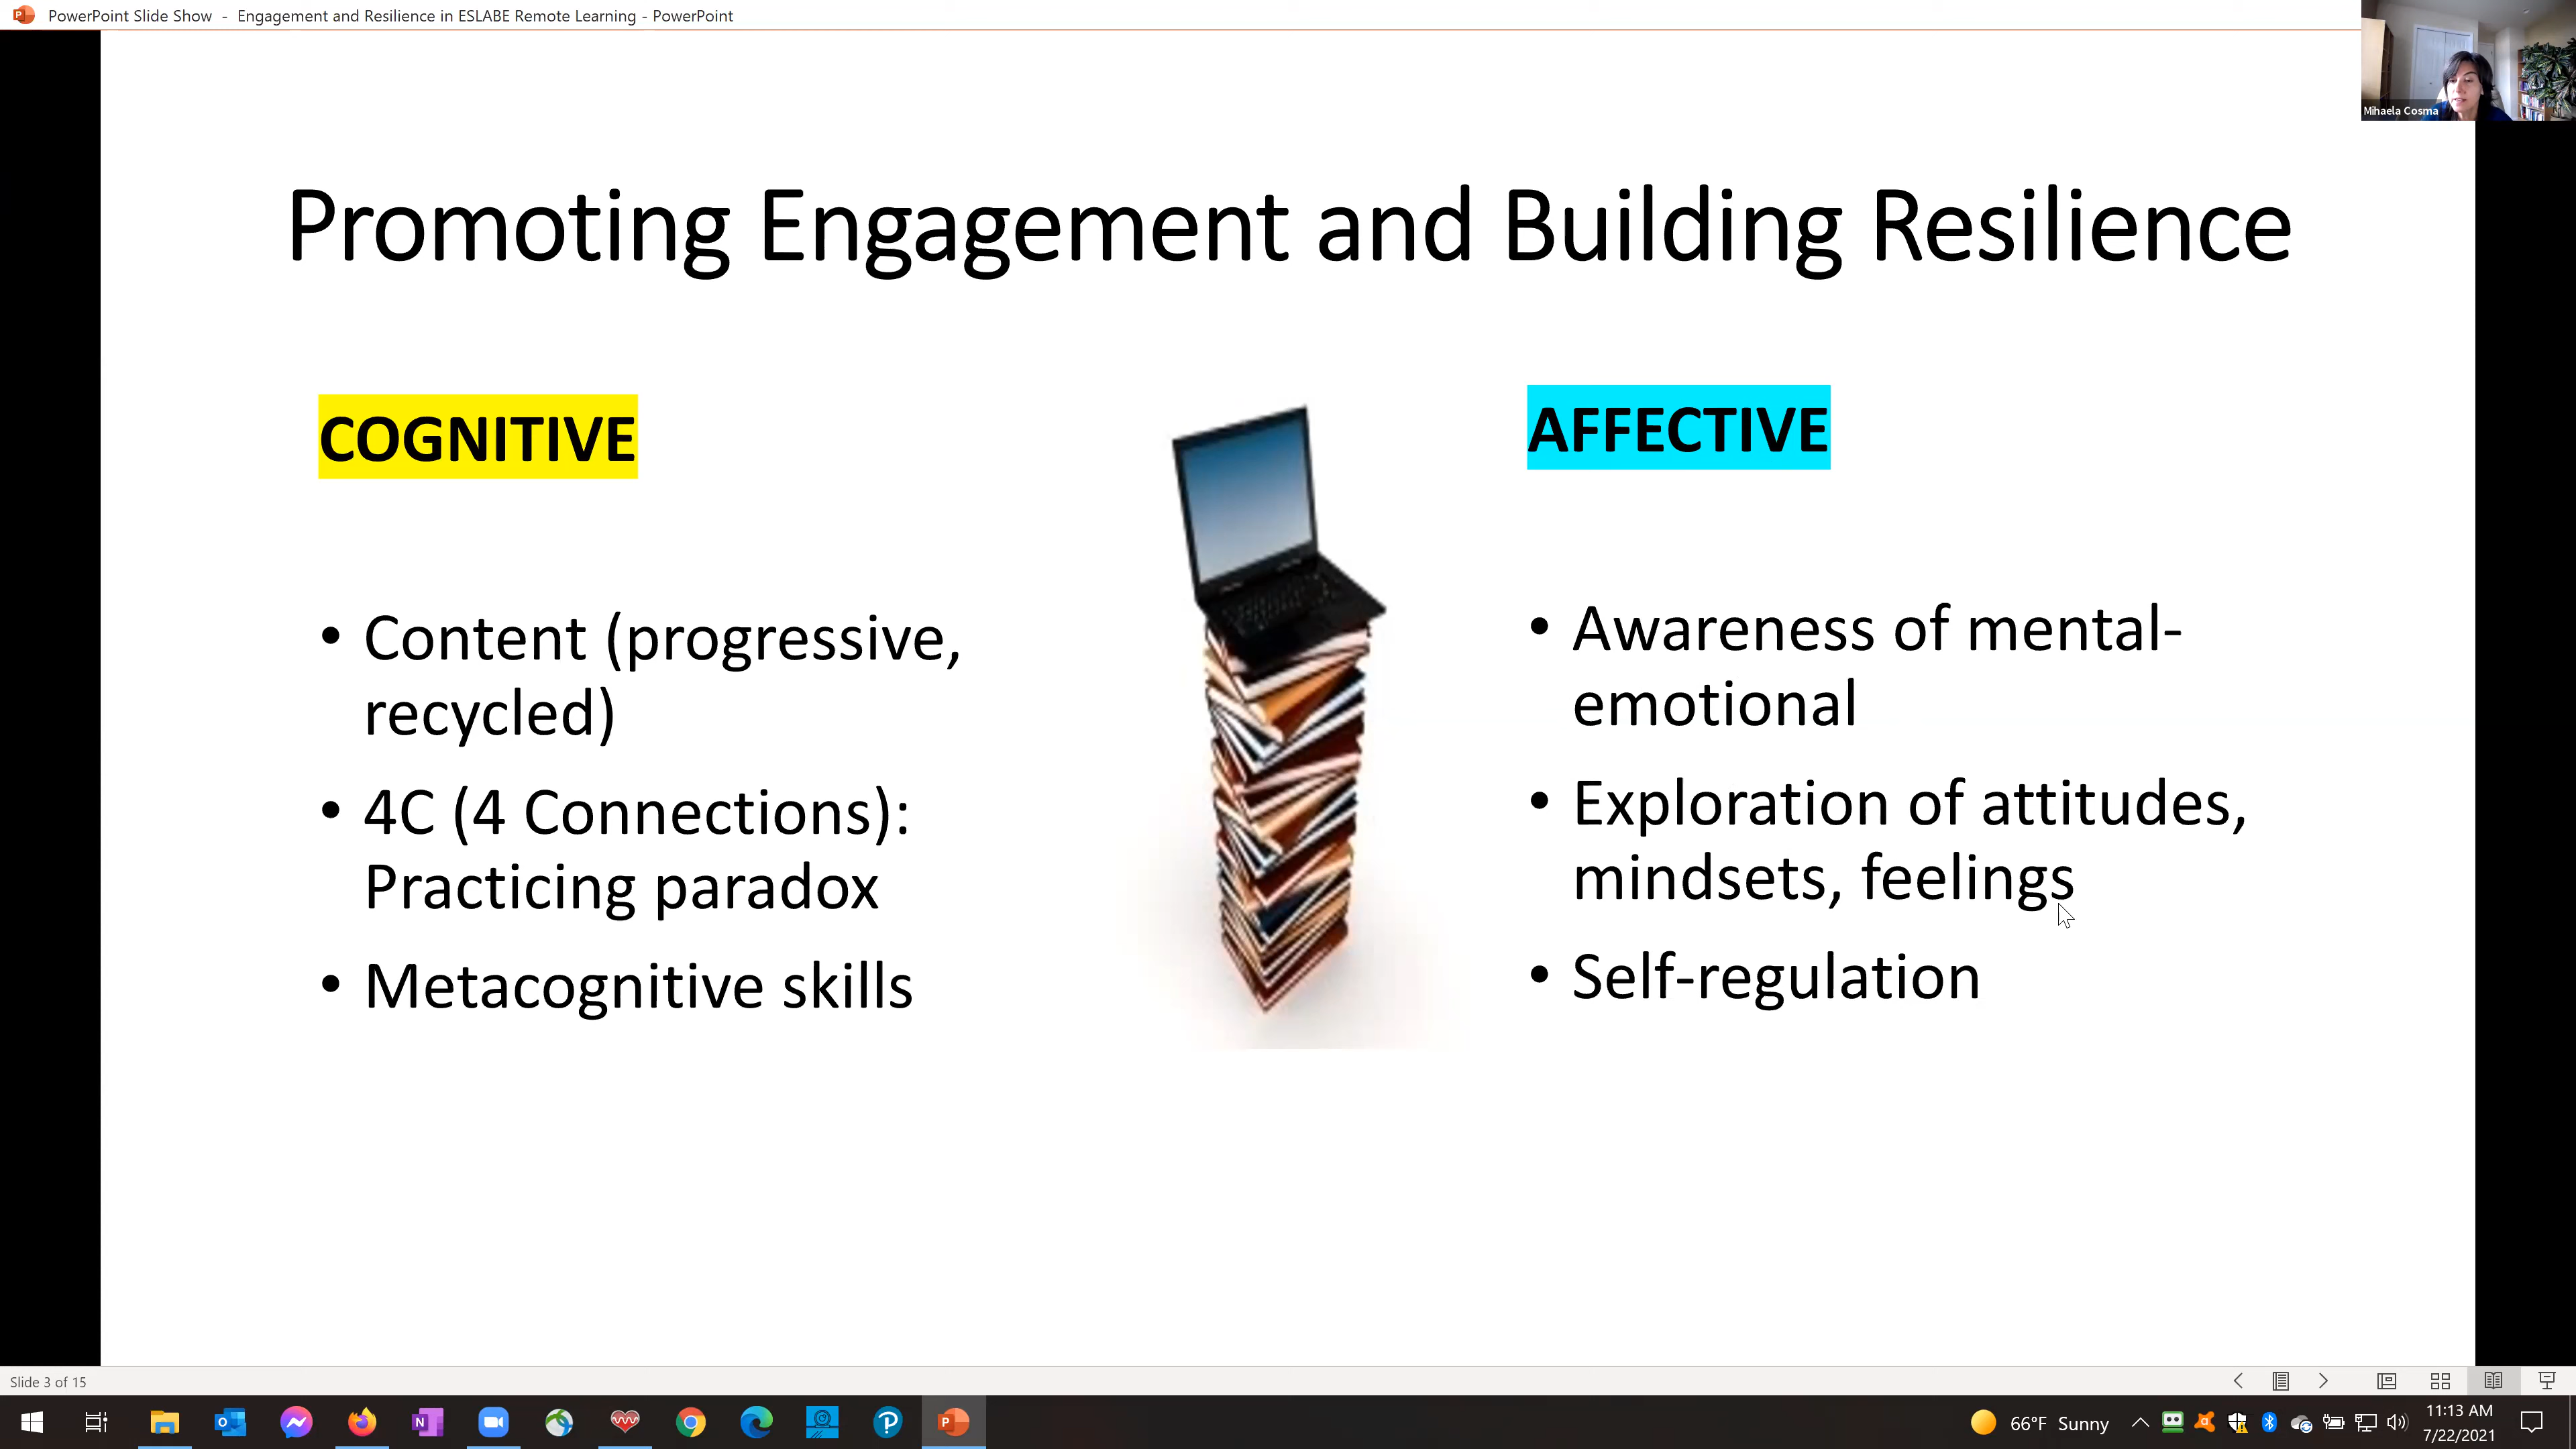 PowerPoint Slide Show - Engagement and Resilience in ESLABE Remote Learning - PowerPoint
Mihaela Cosma
Promoting Engagement and Building Resilience
COGNITIVE
• Content (progressive,
recycled)
• 4C (4 Connections):
Practicing paradox
• Metacognitive skills
AFFECTIVE
• Awareness of mental-
emotional
• Exploration of attitudes,
mindsets, feelings
• Self-regulation
Slide 3 of 15
66°F Sunny
11:13 AM
7/22/2021